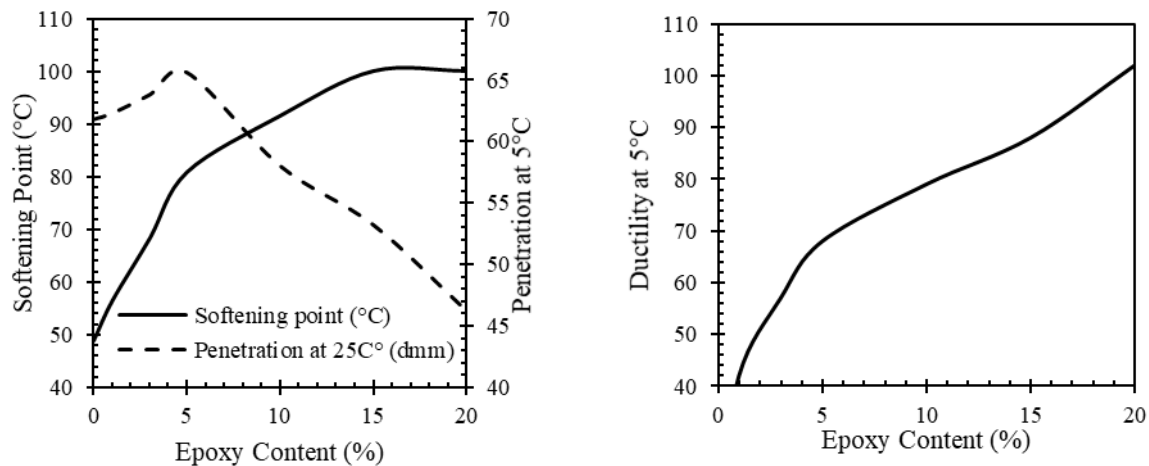 110
100
90
80
70
60
50
40
Softening Point (°C)
70
65
60
55
50
45
40
Penetration at 5°C
Softening point (°C)
Penetration at 25C° (dmm)
0 5 10 15 20
Epoxy Content (%)
110
100
90
80
70
60
50
40
Ductility at 5°C
0 5 10 15 20
Epoxy Content (%)